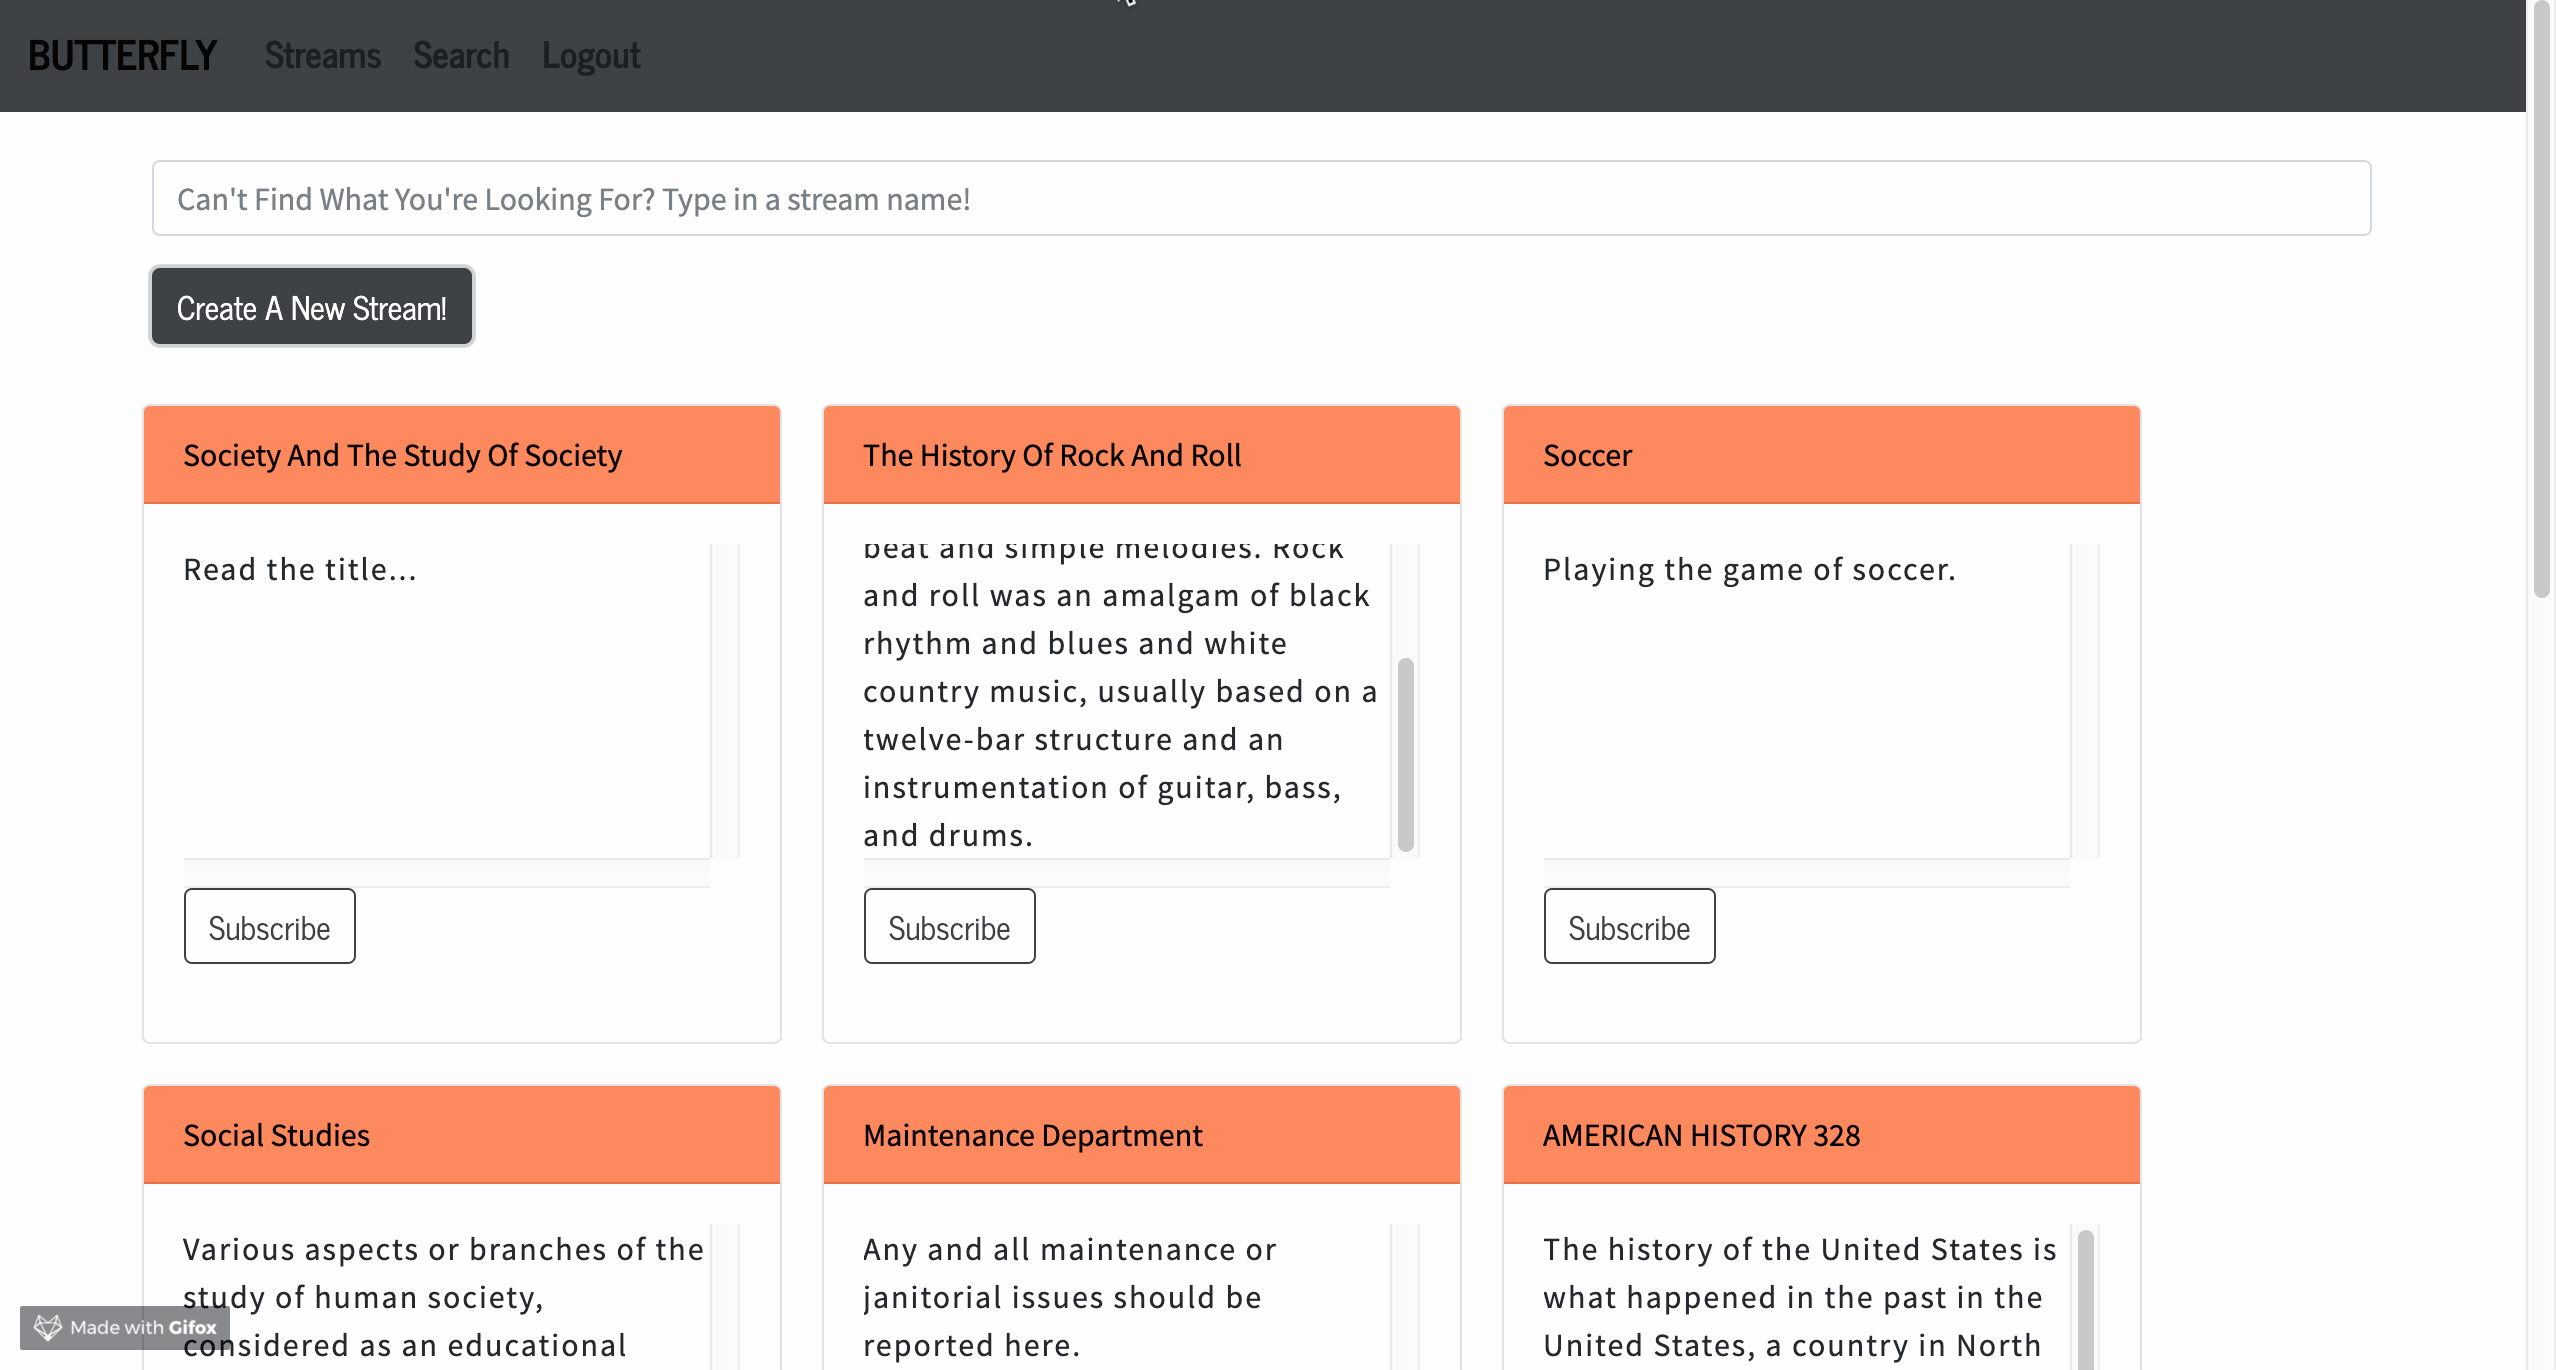 BUTTERFLY Streams Search Logout
Can't Find What You're Looking For? Type in a stream name!
Create A New Stream!
Society And The Study Of Society
Read the title...
Subscribe
The History Of Rock And Roll
beat and simple melodies. Rock
and roll was an amalgam of black
rhythm and blues and white
country music, usually based on a
twelve-bar structure and an
instrumentation of guitar, bass,
and drums.
Subscribe
Soccer
Playing the game of soccer.
Subscribe
Social Studies
Various aspects or branches of the
study of human society,
considered as an educational
Maintenance Department
Any and all maintenance or
janitorial issues should be
reported here.
AMERICAN HISTORY 328
The history of the United States is
what happened in the past in the
United States, a country in North
Made with Gifox